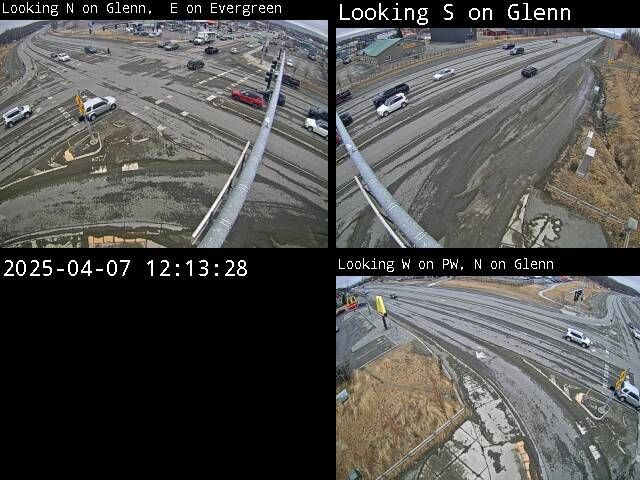 Looking N on Glenn,  E on Evergreen
Looking S on Glenn
2025-04-07 12:13:28
Looking W on PW, N on Glenn